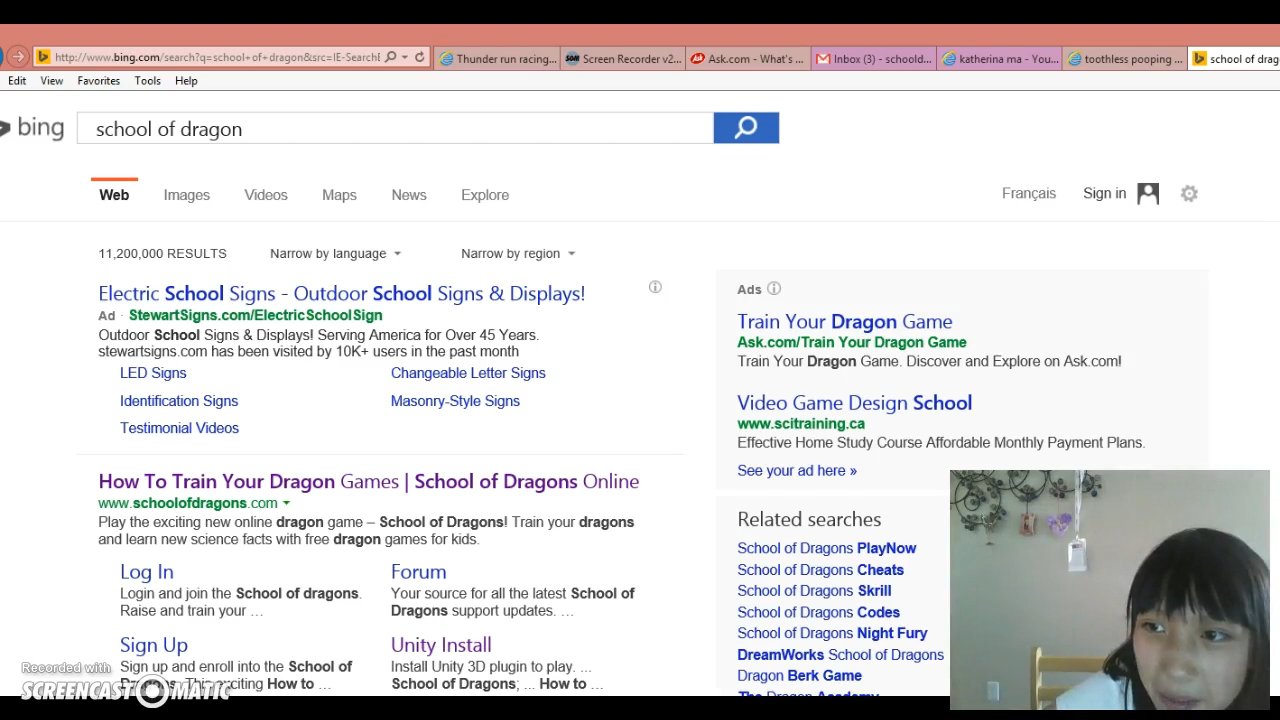 http://www.bing.com/search?q=school+of+dragon&src=IE-SearchB
Thunder run racing...
Screen Recorder v2...
Ask.com - What's ...
Inbox (3) - schoold...
katherina ma - You...
toothless pooping ...
school of drag
Edit View Favorites Tools Help
bing
school of dragon
Web Images Videos Maps News Explore
Français Sign in
11,200,000 RESULTS Narrow by language Narrow by region
Electric School Signs - Outdoor School Signs & Displays!
Ad · StewartSigns.com/ElectricSchoolSign
Outdoor School Signs & Displays! Serving America for Over 45 Years.
stewartsigns.com has been visited by 10K+ users in the past month
LED Signs Changeable Letter Signs
Identification Signs Masonry-Style Signs
Testimonial Videos
How To Train Your Dragon Games | School of Dragons Online
www.schoolofdragons.com
Play the exciting new online dragon game – School of Dragons! Train your dragons
and learn new science facts with free dragon games for kids.
Log In
Login and join the School of dragons.
Raise and train your ...
Forum
Your source for all the latest School of
Dragons support updates. ...
Sign Up
Sign up and enroll into the School of
Dragons. This exciting How to ...
Unity Install
Install Unity 3D plugin to play. ...
School of Dragons; ... How to ...
Ads
Train Your Dragon Game
Ask.com/Train Your Dragon Game
Train Your Dragon Game. Discover and Explore on Ask.com!
Video Game Design School
www.scitraining.ca
Effective Home Study Course Affordable Monthly Payment Plans.
See your ad here »
Related searches
School of Dragons PlayNow
School of Dragons Cheats
School of Dragons Skrill
School of Dragons Codes
School of Dragons Night Fury
DreamWorks School of Dragons
Dragon Berk Game
The Dragon Academy
Recorded with
SCREENCAST-O-MATIC